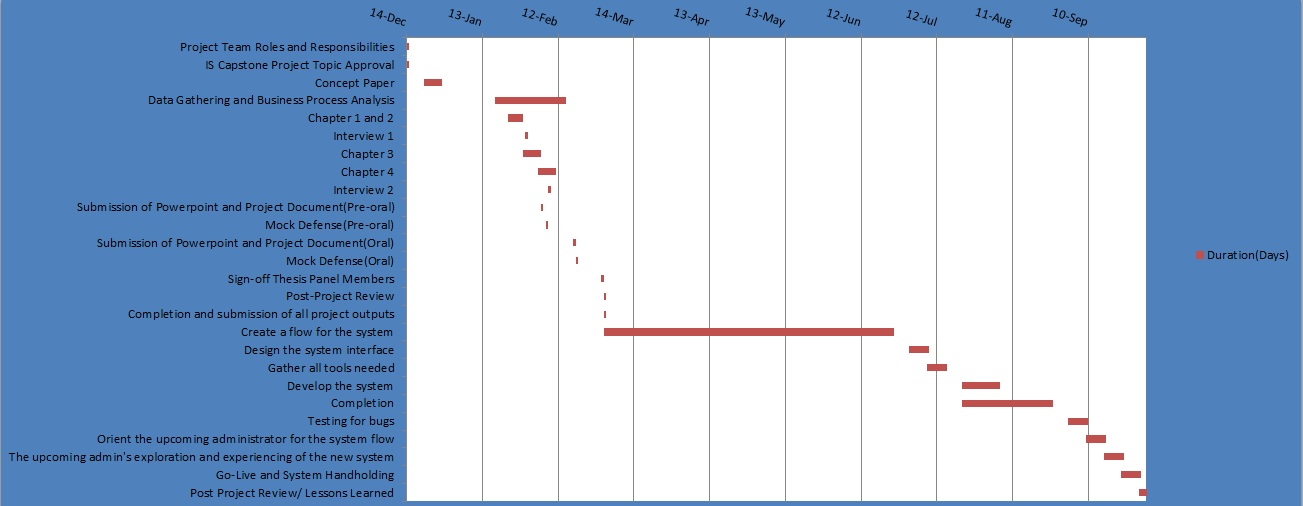 14-Dec 13-Jan 12-Feb 14-Mar 13-Apr 13-May 12-Jun 12-Jul 11-Aug 10-Sep
Project Team Roles and Responsibilities
IS Capstone Project Topic Approval
Concept Paper
Data Gathering and Business Process Analysis
Chapter 1 and 2
Interview 1
Chapter 3
Chapter 4
Interview 2
Submission of Powerpoint and Project Document(Pre-oral)
Mock Defense(Pre-oral)
Submission of Powerpoint and Project Document(Oral)
Mock Defense(Oral)
Sign-off Thesis Panel Members
Post-Project Review
Completion and submission of all project outputs
Create a flow for the system
Design the system interface
Gather all tools needed
Develop the system
Completion
Testing for bugs
Orient the upcoming administrator for the system flow
The upcoming admin's exploration and experiencing of the new system
Go-Live and System Handholding
Post Project Review/ Lessons Learned
Duration(Days)